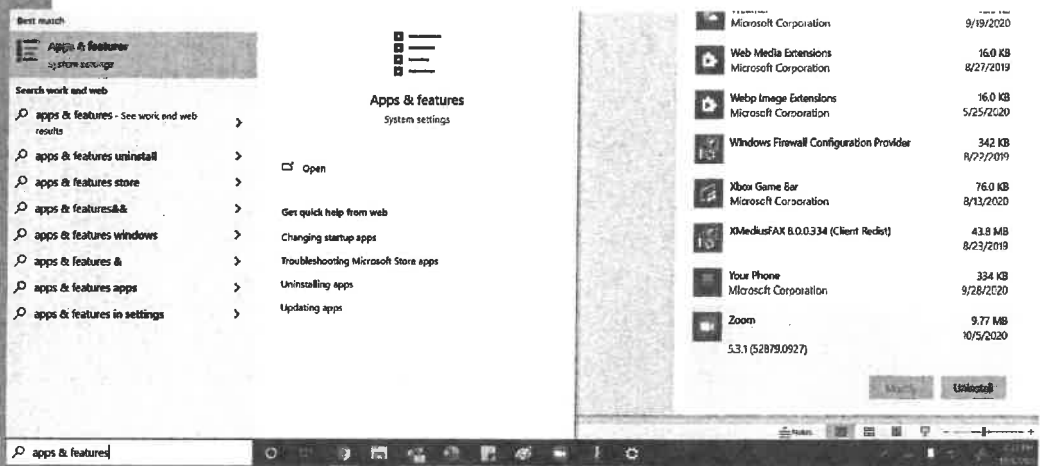 Best match
Apps & features
System settings
Search work and web
apps & features - See work and web
results
apps & features uninstall
apps & features store
apps & features&&
apps & features windows
apps & features &
apps & features apps
apps & features in settings
apps & features
Apps & features
System settings
Open
Get quick help from web
Changing startup apps
Troubleshooting Microsoft Store apps
Uninstalling apps
Updating apps
Microsoft Corporation 9/19/2020
Web Media Extensions 16.0 KB
Microsoft Corporation 8/27/2019
Webp Image Extensions 16.0 KB
Microsoft Corporation 5/25/2020
Windows Firewall Configuration Provider 342 KB
8/22/2019
Xbox Game Bar 76.0 KB
Microsoft Corporation 8/13/2020
XMediusFAX 8.0.0.334 (Client Redist) 43.8 MB
8/23/2019
Your Phone 334 KB
Microsoft Corporation 9/28/2020
Zoom 9.77 MB
10/5/2020
5.3.1 (52879.0927)
Modify Uninstall
Notes